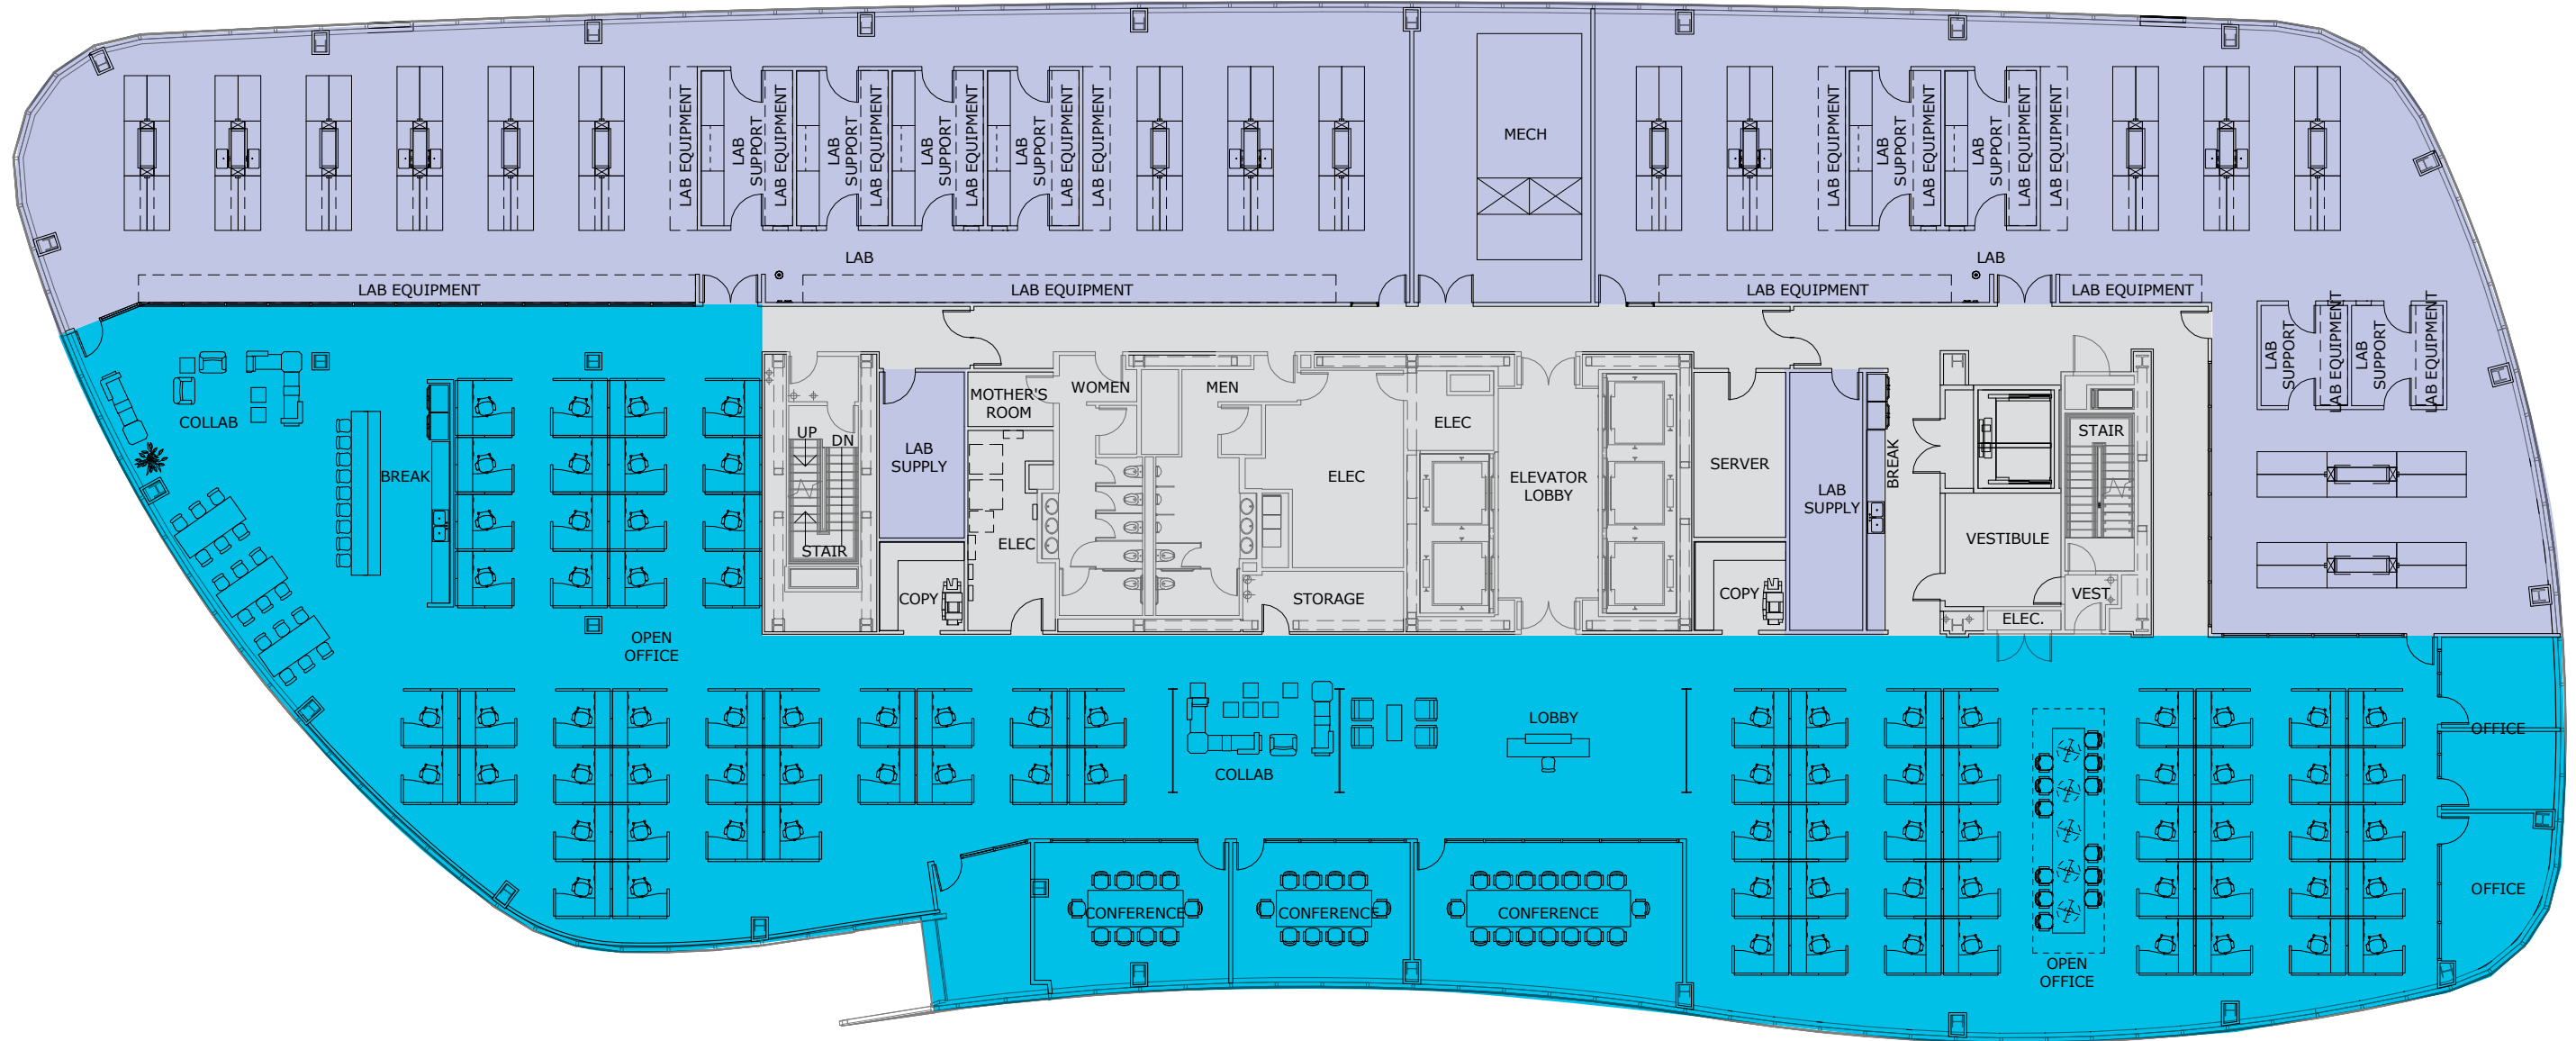 LAB EQUIPMENT
LAB
SUPPORT
LAB EQUIPMENT
LAB
SUPPORT
LAB EQUIPMENT
LAB
SUPPORT
LAB EQUIPMENT
LAB
SUPPORT
LAB EQUIPMENT
LAB EQUIPMENT
MECH
LAB EQUIPMENT
LAB
SUPPORT
LAB EQUIPMENT
LAB
SUPPORT
LAB EQUIPMENT
LAB EQUIPMENT
LAB
LAB
LAB EQUIPMENT
LAB EQUIPMENT
LAB EQUIPMENT
LAB EQUIPMENT
LAB
SUPPORT
LAB EQUIPMENT
LAB
SUPPORT
LAB EQUIPMENT
COLLAB
BREAK
UP
DN
STAIR
LAB
SUPPLY
MOTHER'S
ROOM
WOMEN
MEN
ELEC
ELEC
ELEC
ELEVATOR
LOBBY
SERVER
LAB
SUPPLY
BREAK
STAIR
VESTIBULE
COPY
STORAGE
COPY
VEST.
ELEC.
OPEN
OFFICE
COLLAB
LOBBY
OFFICE
OFFICE
CONFERENCE
CONFERENCE
CONFERENCE
OPEN
OFFICE